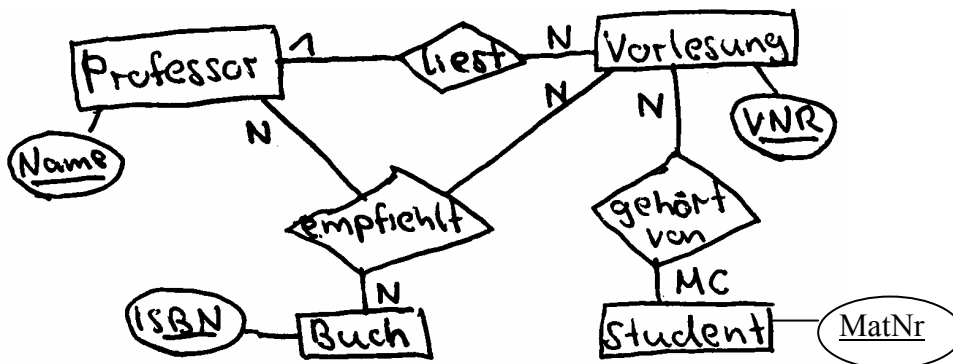 Professor
1
liest
N
Vorlesung
Name
N
N
N
VNR
empfiehlt
gehört
von
N
MC
ISBN
Buch
Student
MatNr